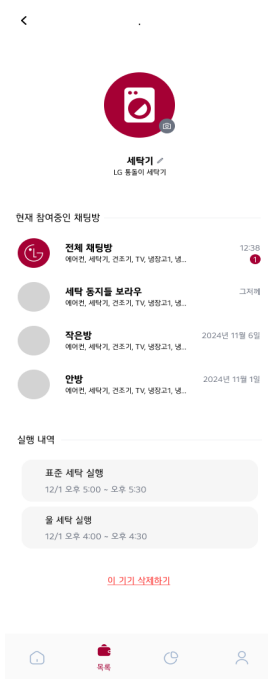 세탁기
LG 통돌이 세탁기
현재 참여중인 채팅방
전체 채팅방
12:38
에어컨, 세탁기, 건조기, TV, 냉장고1, 냉...
1
세탁 동지들 보라우
그저께
에어컨, 세탁기, 건조기, TV, 냉장고1, 냉...
작은방
2024년 11월 6일
에어컨, 세탁기, 건조기, TV, 냉장고1, 냉...
안방
2024년 11월 1일
에어컨, 세탁기, 건조기, TV, 냉장고1, 냉...
실행 내역
표준 세탁 실행
12/1 오후 5:00 ~ 오후 5:30
울 세탁 실행
12/1 오후 4:00 ~ 오후 4:30
이 기기 삭제하기
목록